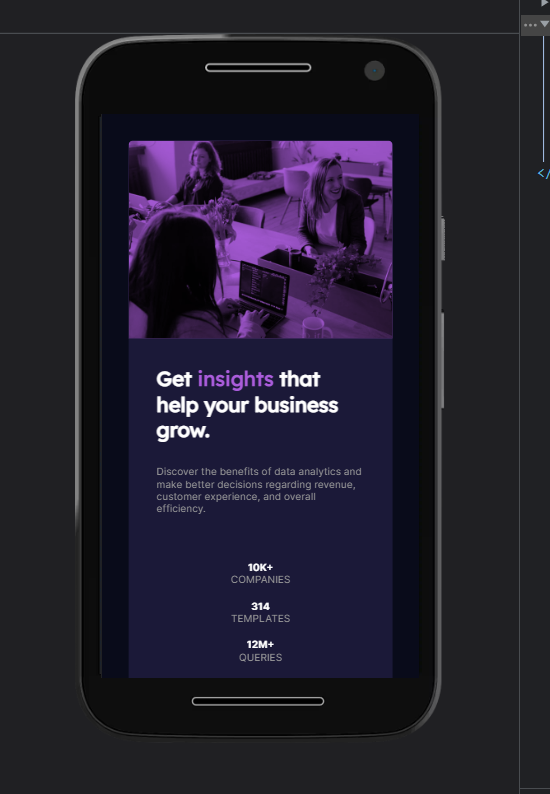 Get insights that
help your business
grow.
Discover the benefits of data analytics and
make better decisions regarding revenue,
customer experience, and overall
efficiency.
10K+
COMPANIES
314
TEMPLATES
12M+
QUERIES